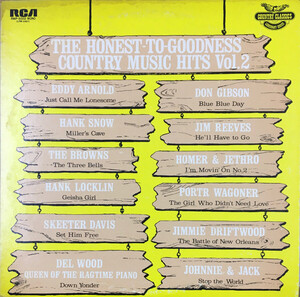 RCA
COUNTRY CLASSICS
THE HONEST-TO-GOODNESS
COUNTRY MUSIC HITS Vol.2
EDDY ARNOLD
Just Call Me Lonesome
HANK SNOW
Miller's Cave
THE BROWNS
The Three Bells
HANK LOCKLIN
Geisha Girl
SKEETER DAVIS
Set Him Free
DEL WOOD
QUEEN OF THE RAGTIME PIANO
Down Yonder
DON GIBSON
Blue Blue Day
JIM REEVES
He'll Have to Go
HOMER & JETHRO
I'm Movin' On No.2
PORTR WAGONER
The Girl Who Didn't Need Love
JIMMIE DRIFTWOOD
The Battle of New Orleans
JOHNNIE & JACK
Stop the World